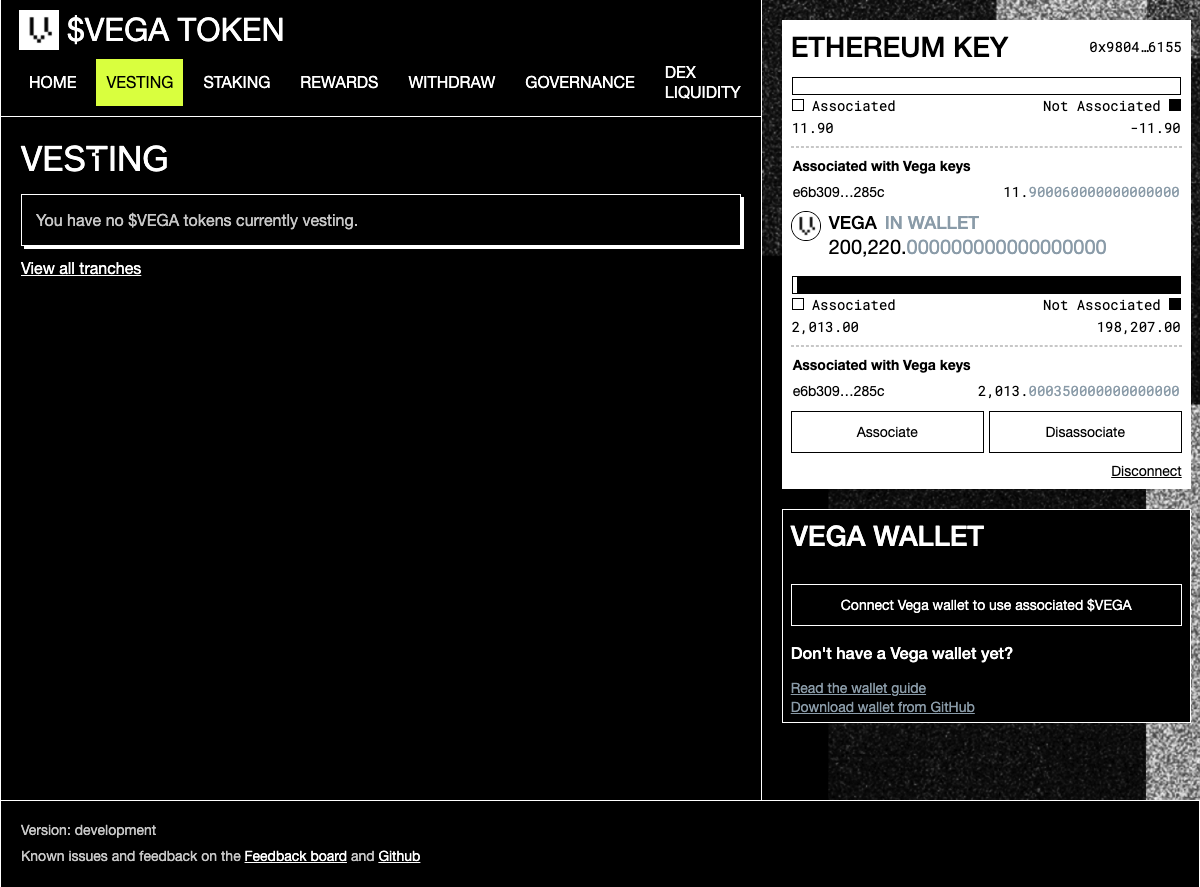 $VEGA TOKEN
HOME VESTING STAKING REWARDS WITHDRAW GOVERNANCE DEX LIQUIDITY
VESTING
You have no $VEGA tokens currently vesting.
View all tranches
ETHEREUM KEY 0x9804…6155
Associated Not Associated
11.90 -11.90
Associated with Vega keys
e6b309…285c 11.900060000000000000
VEGA IN WALLET
200,220.000000000000000000
Associated Not Associated
2,013.00 198,207.00
Associated with Vega keys
e6b309…285c 2,013.000350000000000000
Associate Disassociate
Disconnect
VEGA WALLET
Connect Vega wallet to use associated $VEGA
Don't have a Vega wallet yet?
Read the wallet guide
Download wallet from GitHub
Version: development
Known issues and feedback on the Feedback board and Github